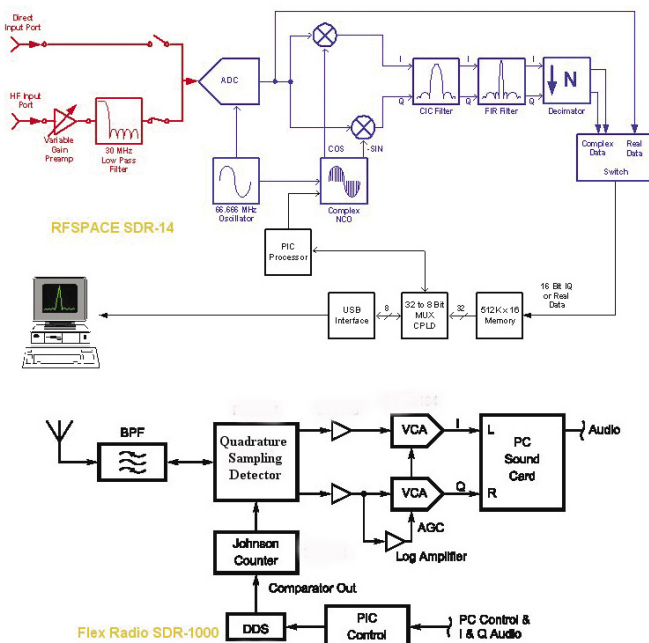 Direct
Input Port
HF Input
Port
Variable
Gain
Preamp
30 MHz
Low Pass
Filter
ADC
COS
-SIN
I
Q
CIC Filter
I
Q
FIR Filter
I
Q
N
Decimator
Complex
Data
Real
Data
Switch
66.666 MHz
Oscillator
Complex
NCO
RFSPACE SDR-14
PIC
Processor
16 Bit IQ
or Real
Data
USB
Interface
8
32 to 8 Bit
MUX
CPLD
32
512K x 16
Memory
BPF
Quadrature
Sampling
Detector
VCA
I
L
PC
Sound
Card
Audio
VCA
Q
R
AGC
Log Amplifier
Johnson
Counter
Comparator Out
Flex Radio SDR-1000
DDS
PIC
Control
PC Control &
I & Q Audio